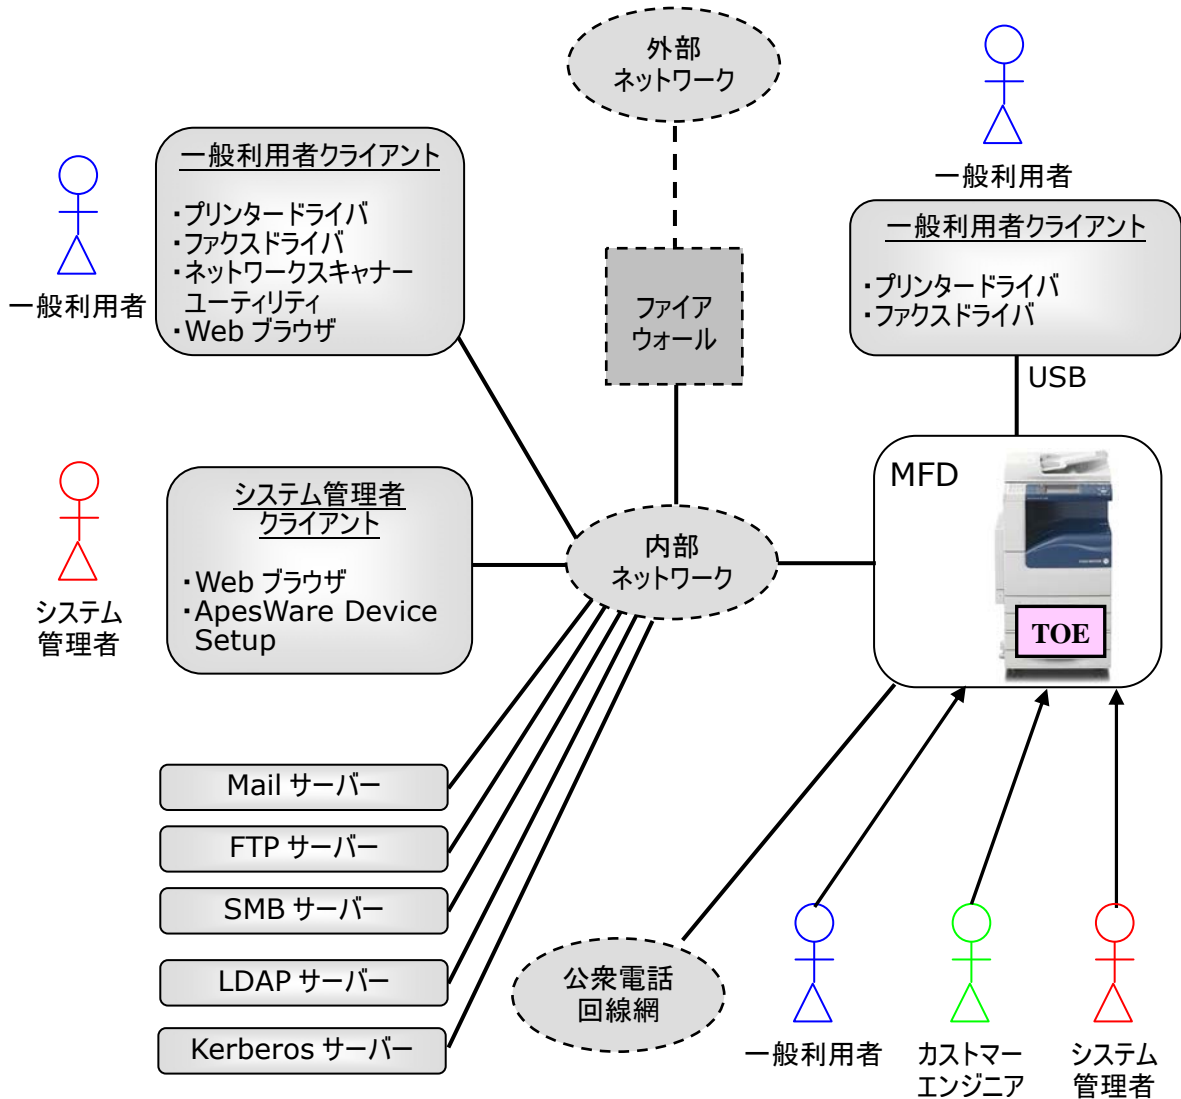 外部
ネットワーク
一般利用者
一般利用者クライアント
・プリンタードライバ
・ファクスドライバ
・ネットワークスキャナー
ユーティリティ
・Web ブラウザ
一般利用者
ファイア
ウォール
一般利用者クライアント
・プリンタードライバ
・ファクスドライバ
USB
MFD
TOE
システム管理者
クライアント
・Web ブラウザ
・ApesWare Device
Setup
システム
管理者
内部
ネットワーク
Mail サーバー
FTP サーバー
SMB サーバー
LDAP サーバー
Kerberos サーバー
公衆電話
回線網
一般利用者
カストマー
エンジニア
システム
管理者